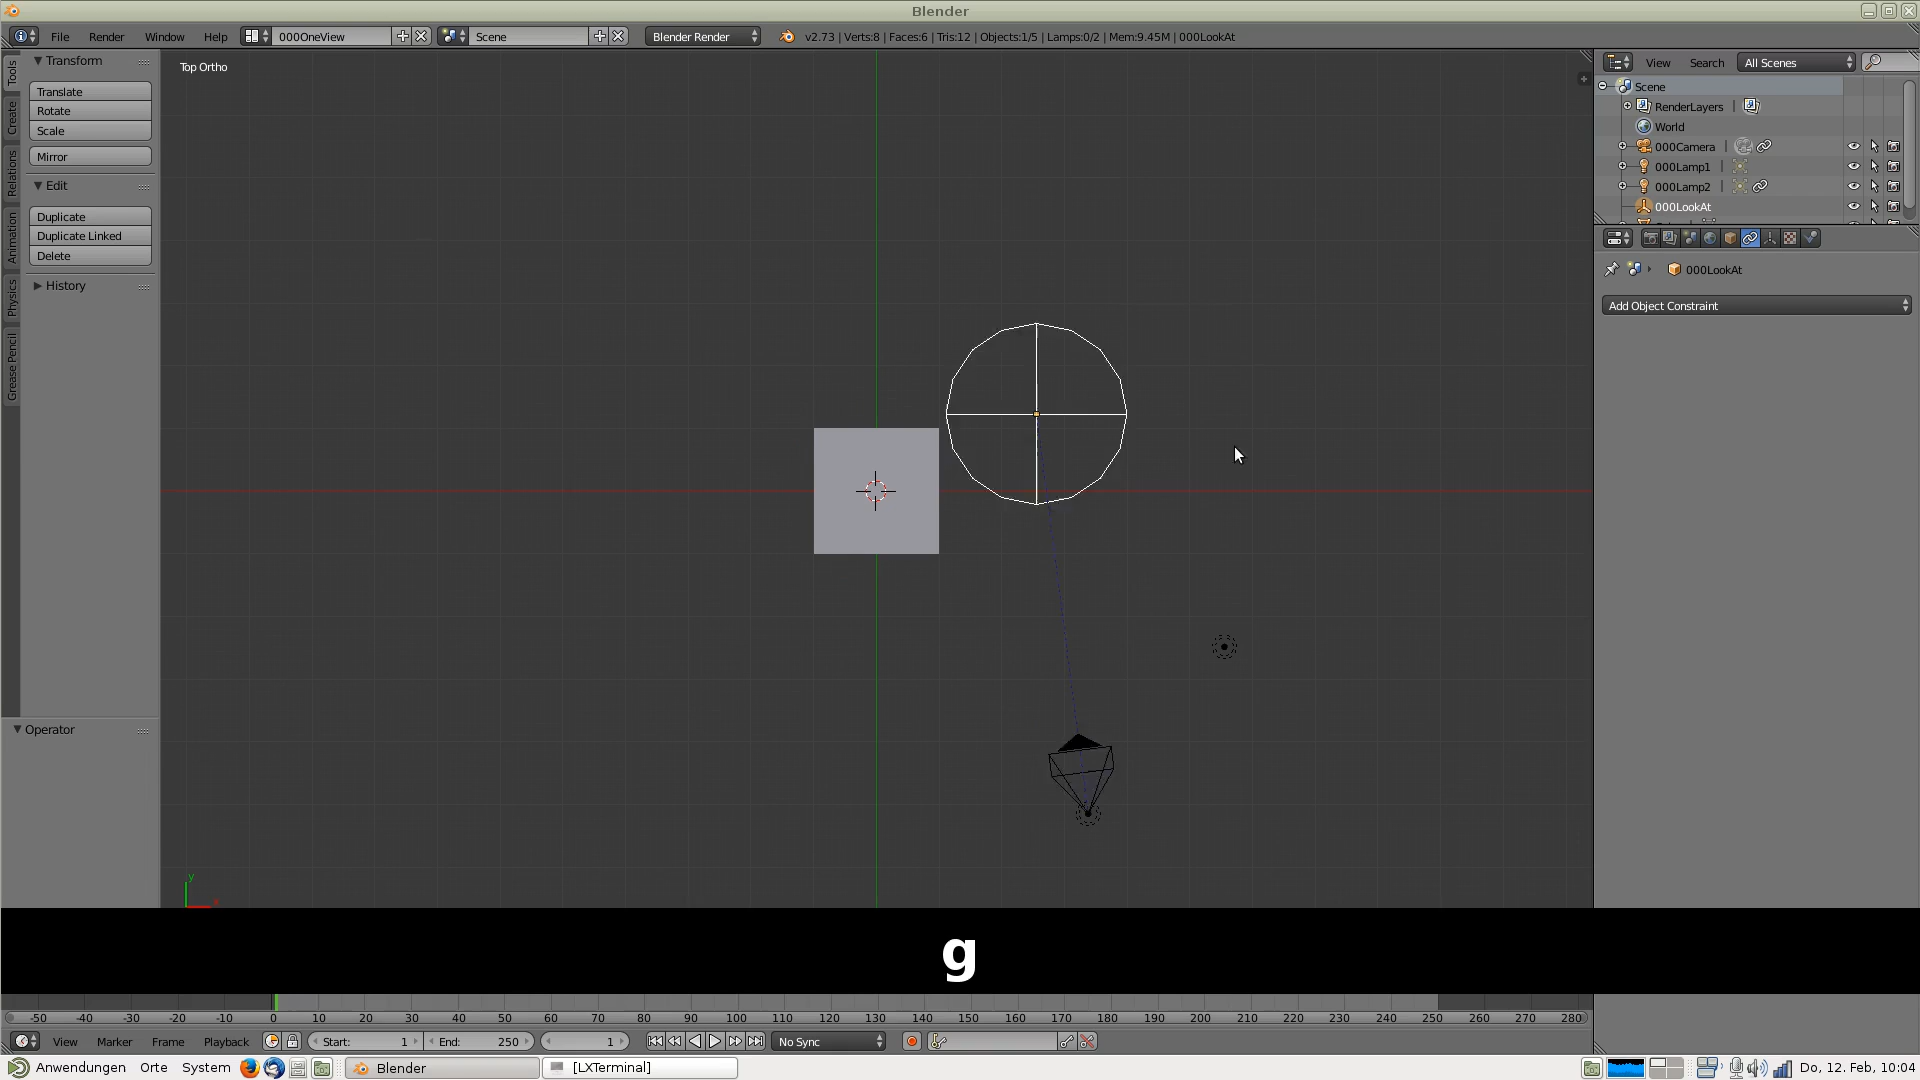 Blender
File Render Window Help 000OneView Scene Blender Render v2.73 | Verts:8 | Faces:6 | Tris:12 | Objects:1/5 | Lamps:0/2 | Mem:9.45M | 000LookAt
Tools
Create
Relations
Animation
Physics
Grease Pencil
Transform
Translate
Rotate
Scale
Mirror
Edit
Duplicate
Duplicate Linked
Delete
History
Operator
Top Ortho
y
View Search All Scenes
Scene
RenderLayers |
World
000Camera |
000Lamp1 |
000Lamp2 |
000LookAt
000LookAt
Add Object Constraint
g
-50 -40 -30 -20 -10 0 10 20 30 40 50 60 70 80 90 100 110 120 130 140 150 160 170 180 190 200 210 220 230 240 250 260 270 280
View Marker Frame Playback Start: 1 End: 250 1 No Sync
Anwendungen Orte System Blender [LXTerminal] Do, 12. Feb, 10:04